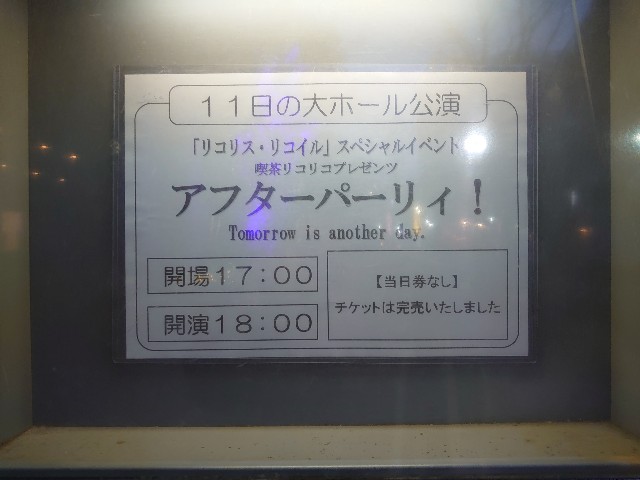 １１日の大ホール公演
「リコリス・リコイル」スペシャルイベント
喫茶リコリコプレゼンツ
アフターパーリィ！
Tomorrow is another day.
開場１７：００
開演１８：００
【当日券なし】
チケットは完売いたしました